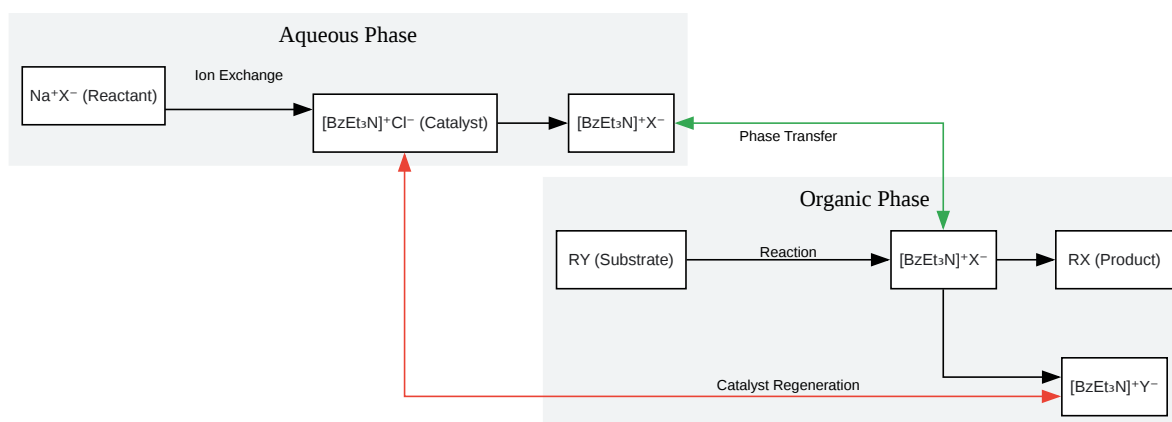 Aqueous Phase
Ion Exchange
Na⁺X⁻ (Reactant)
[BzEt₃N]⁺Cl⁻ (Catalyst)
[BzEt₃N]⁺X⁻
Phase Transfer
Organic Phase
RY (Substrate)
Reaction
[BzEt₃N]⁺X⁻
RX (Product)
Catalyst Regeneration
[BzEt₃N]⁺Y⁻